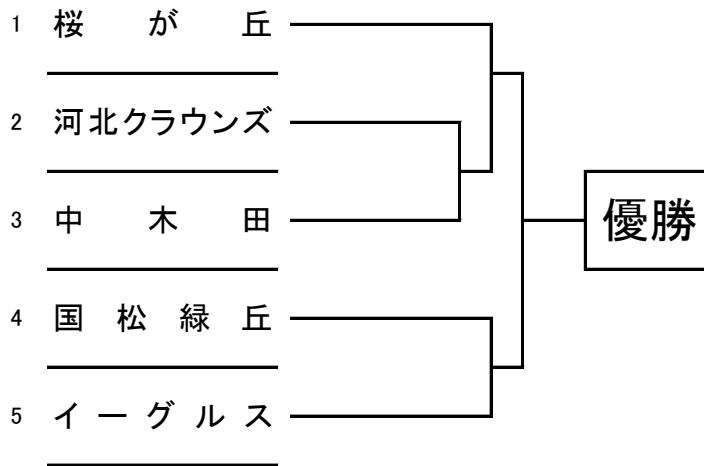 1 桜が丘
2 河北クラウンズ
3 中木田
優勝
4 国松緑丘
5 イーグルス